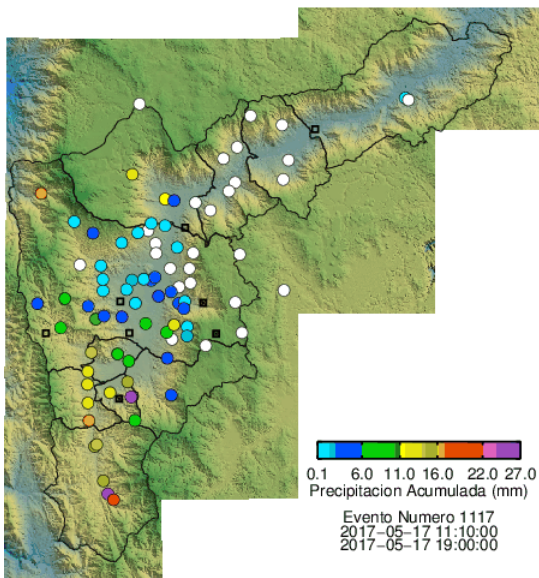 0.1 6.0 11.0 16.0 22.0 27.0
Precipitacion Acumulada (mm)
Evento Numero 1117
2017-05-17 11:10:00
2017-05-17 19:00:00